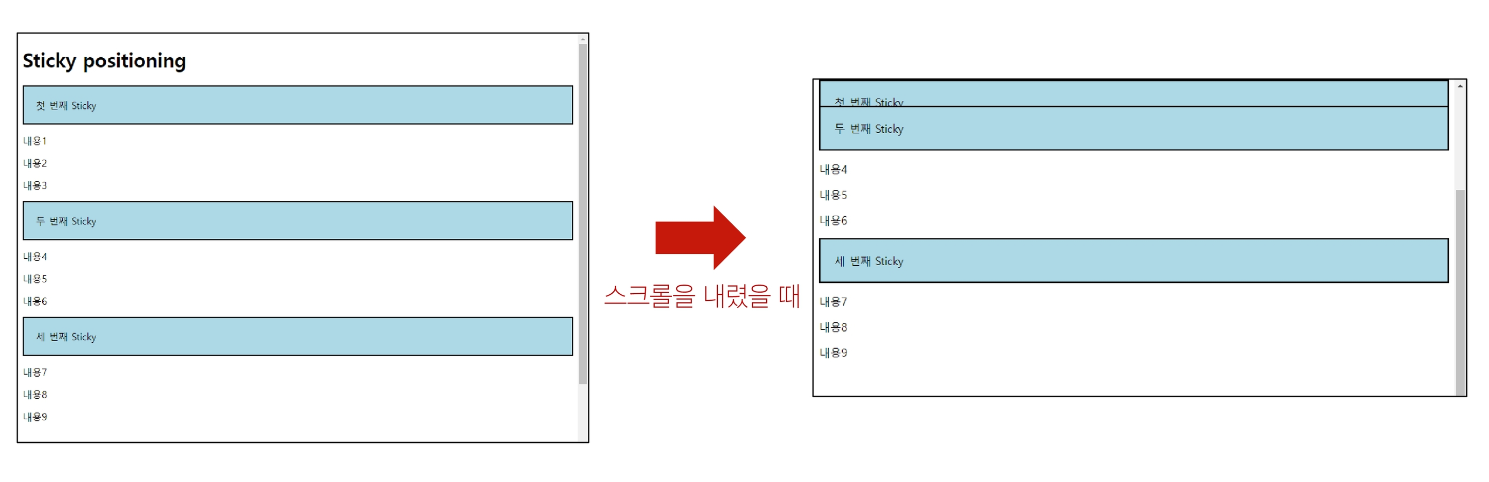 Sticky positioning
첫 번째 Sticky
내용1
내용2
내용3
두 번째 Sticky
내용4
내용5
내용6
세 번째 Sticky
내용7
내용8
내용9
스크롤을 내렸을 때
첫 번째 Sticky
두 번째 Sticky
내용4
내용5
내용6
세 번째 Sticky
내용7
내용8
내용9